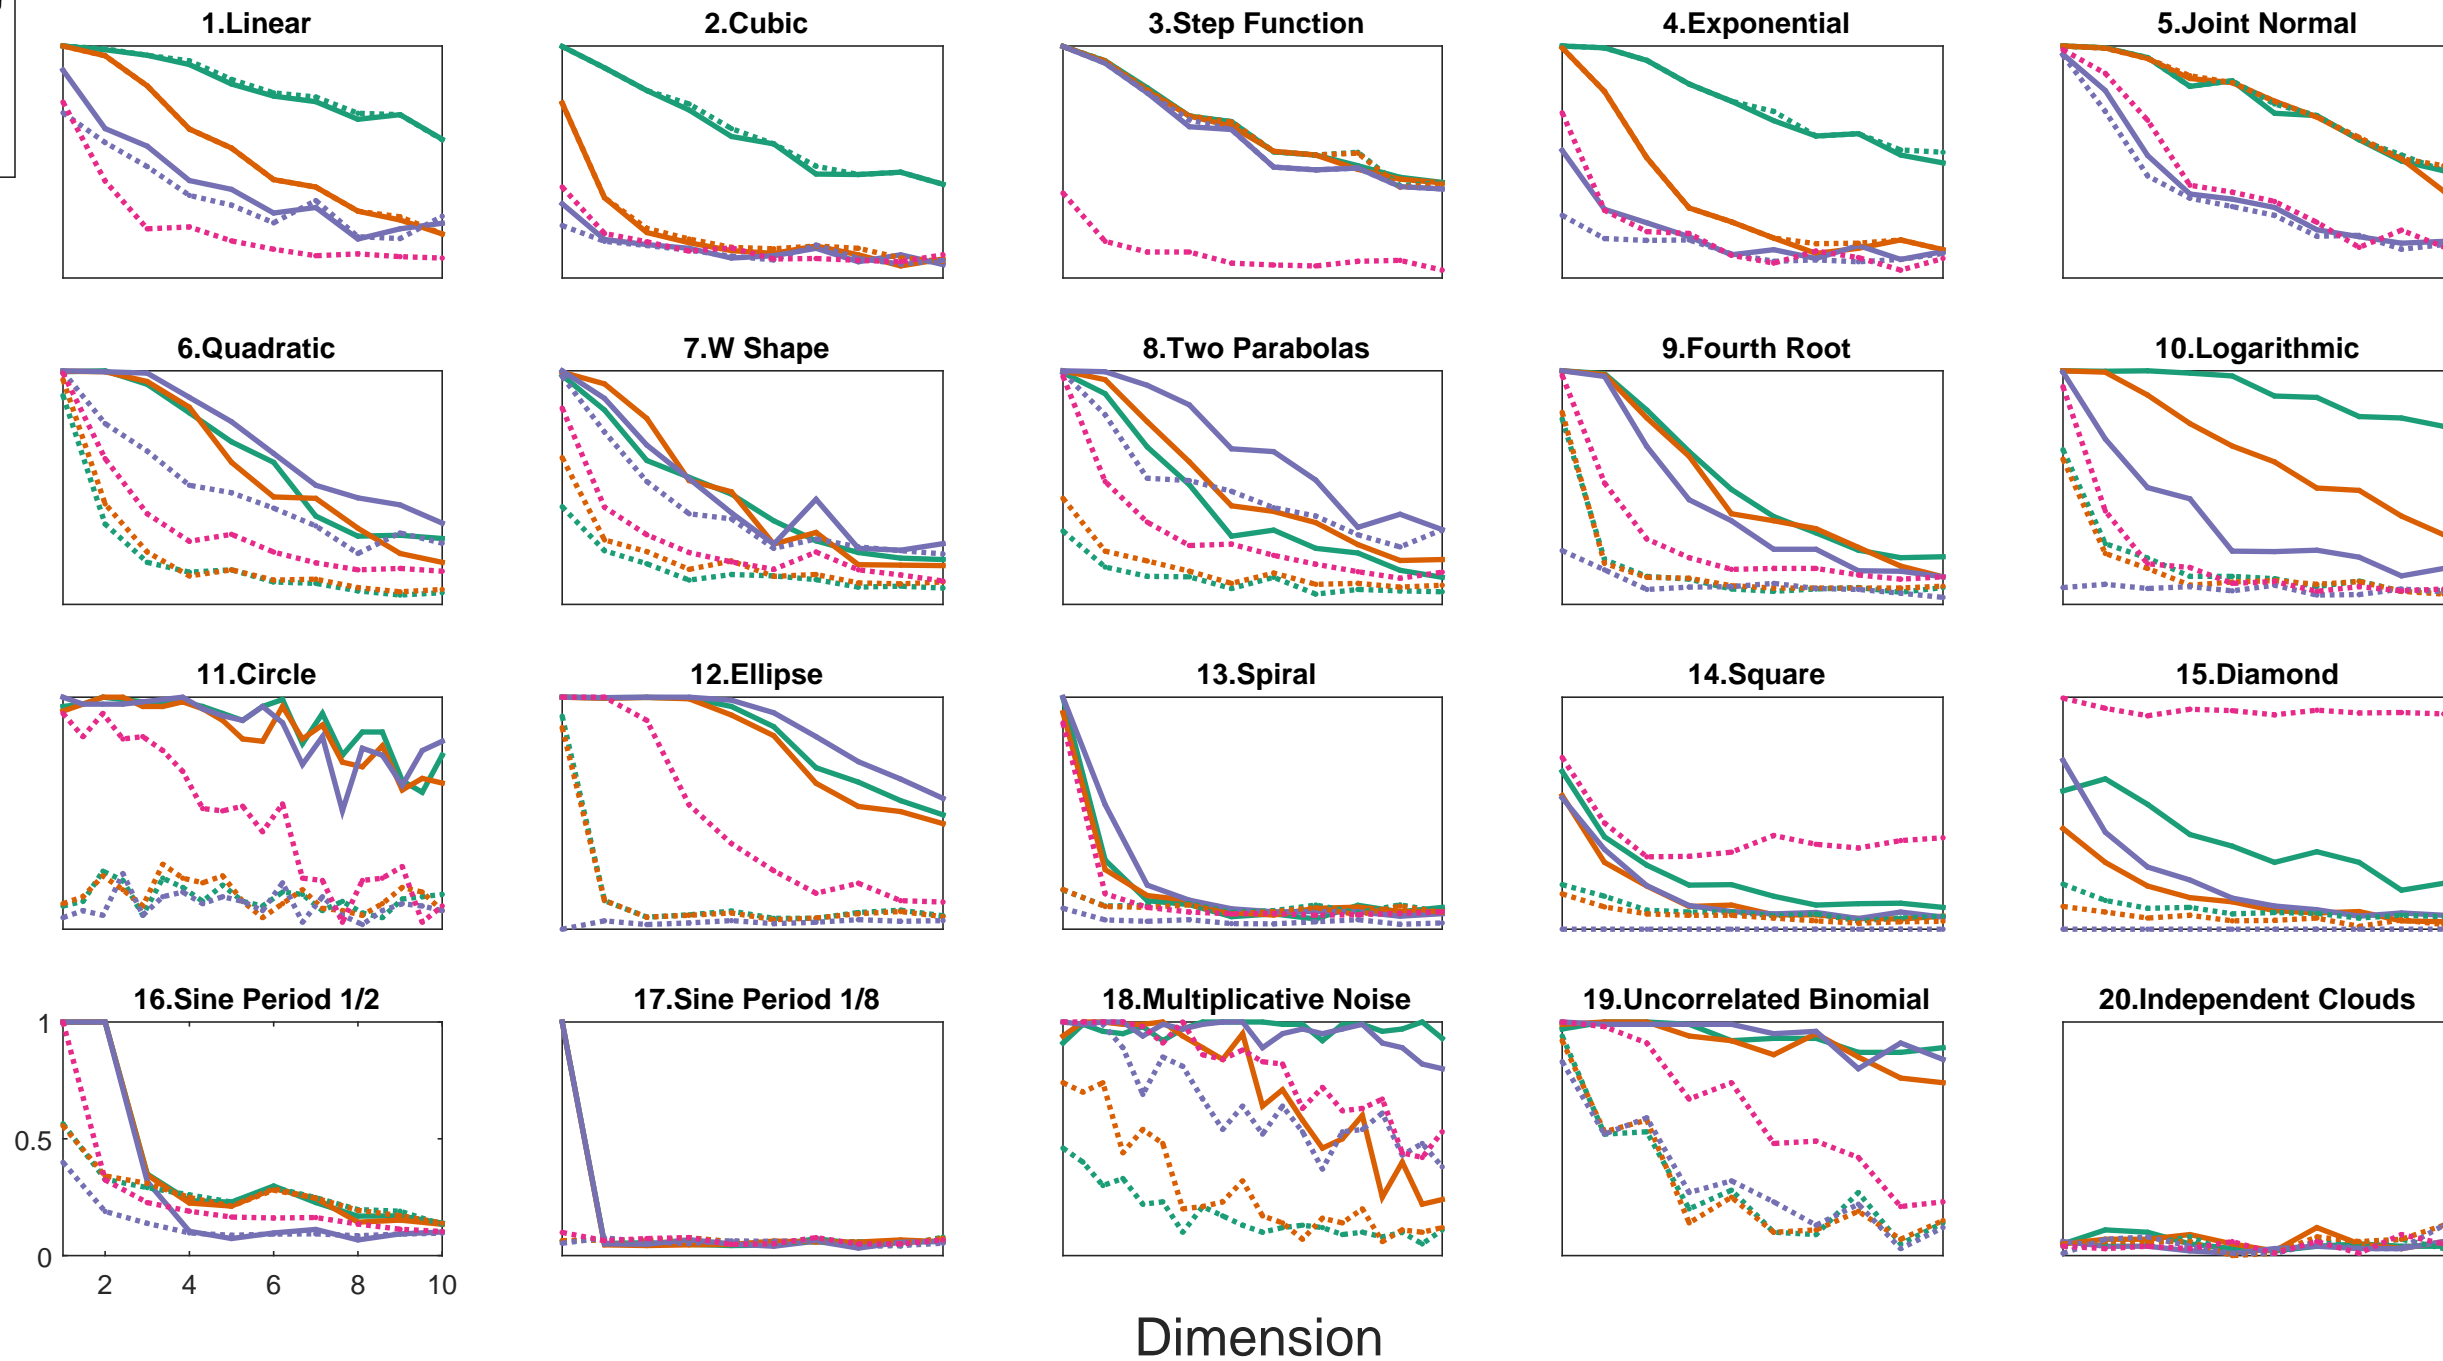 1.Linear
2.Cubic
3.Step Function
4.Exponential
5.Joint Normal
6.Quadratic
7.W Shape
8.Two Parabolas
9.Fourth Root
10.Logarithmic
11.Circle
12.Ellipse
13.Spiral
14.Square
15.Diamond
16.Sine Period 1/2
17.Sine Period 1/8
18.Multiplicative Noise
19.Uncorrelated Binomial
20.Independent Clouds
1
0.5
0
2 4 6 8 10
Dimension